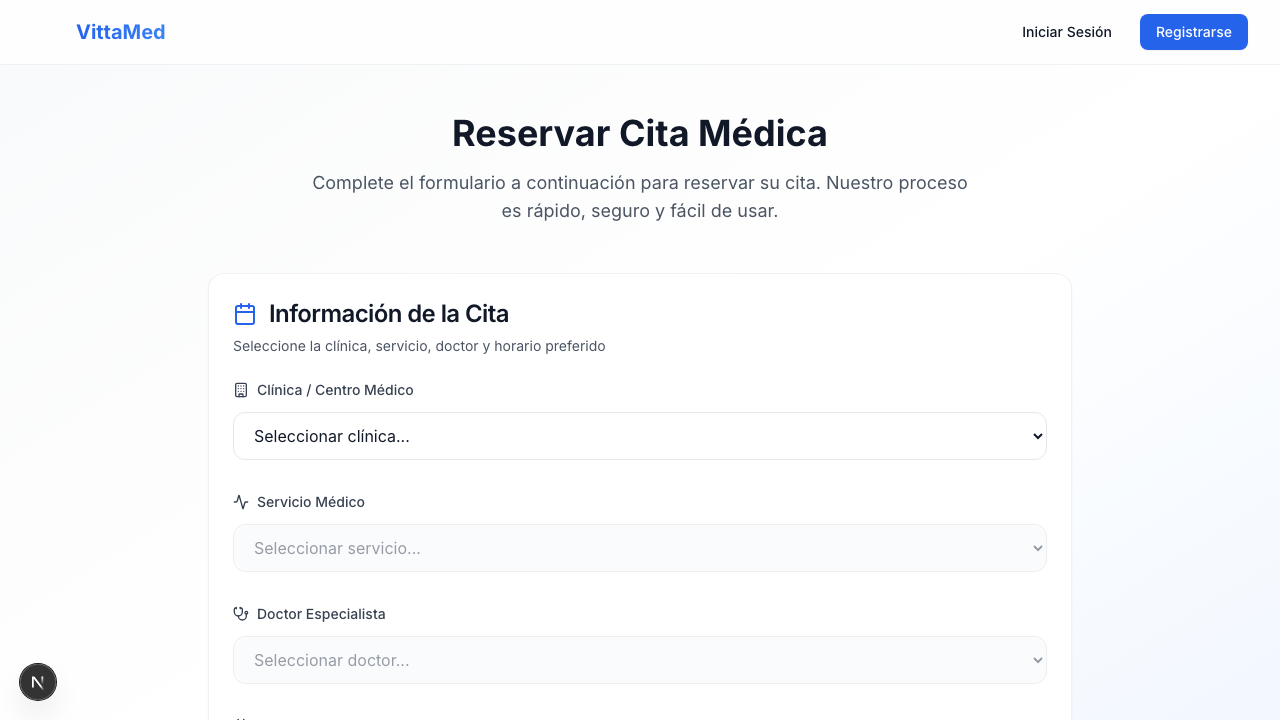 VittaMed
Iniciar Sesión
Registrarse
Reservar Cita Médica
Complete el formulario a continuación para reservar su cita. Nuestro proceso
es rápido, seguro y fácil de usar.
Información de la Cita
Seleccione la clínica, servicio, doctor y horario preferido
Clínica / Centro Médico
Seleccionar clínica...
Servicio Médico
Seleccionar servicio...
Doctor Especialista
Seleccionar doctor...
N